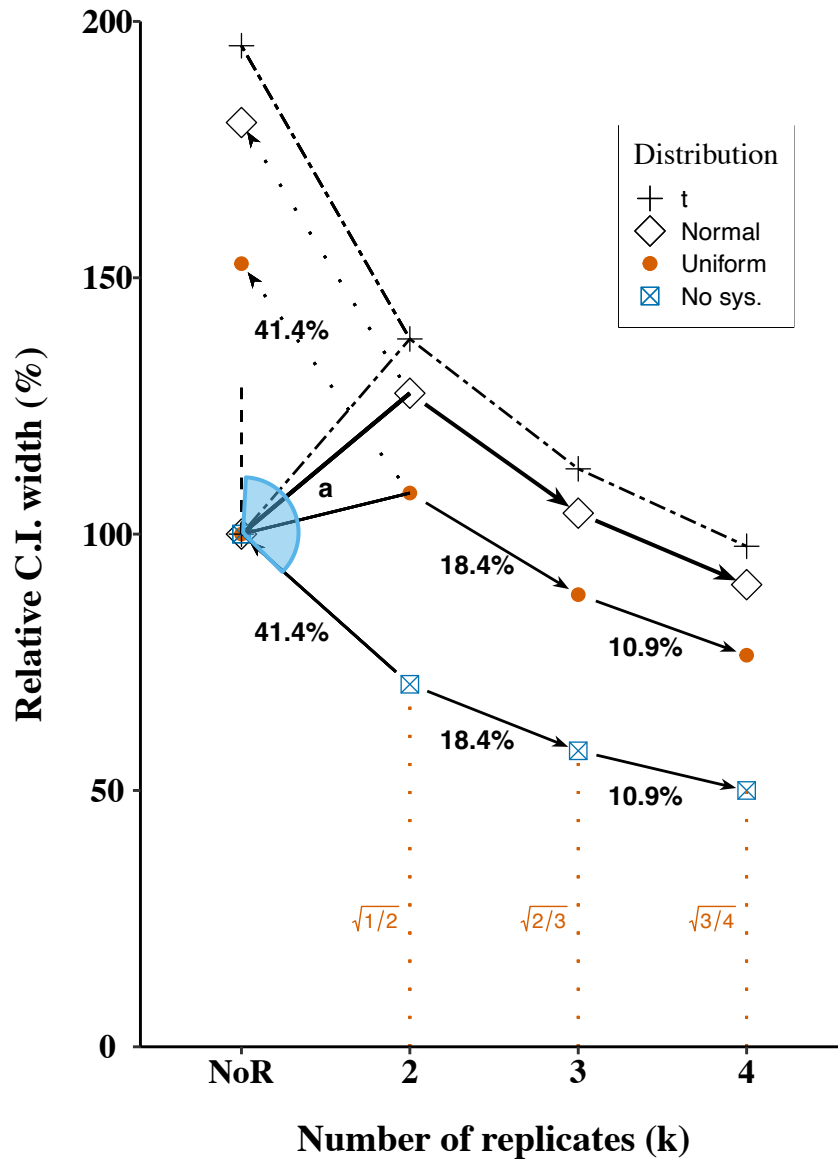 200
150
100
50
0
Relative C.I. width (%)
Distribution
t
Normal
Uniform
No sys.
41.4%
a
18.4%
10.9%
41.4%
18.4%
10.9%
√1/2
√2/3
√3/4
NoR 2 3 4
Number of replicates (k)